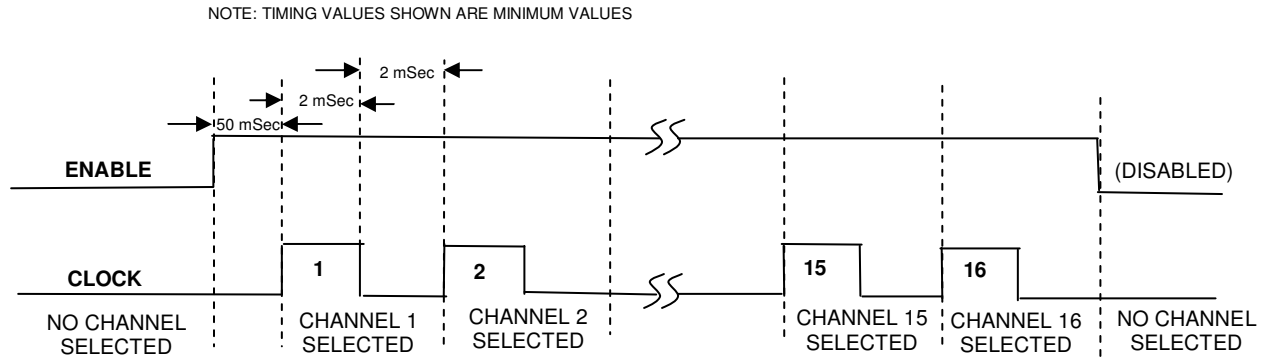 NOTE: TIMING VALUES SHOWN ARE MINIMUM VALUES
2 mSec
2 mSec
50 mSec
ENABLE
(DISABLED)
CLOCK
1
2
15
16
NO CHANNEL
SELECTED
CHANNEL 1
SELECTED
CHANNEL 2
SELECTED
CHANNEL 15
SELECTED
CHANNEL 16
SELECTED
NO CHANNEL
SELECTED